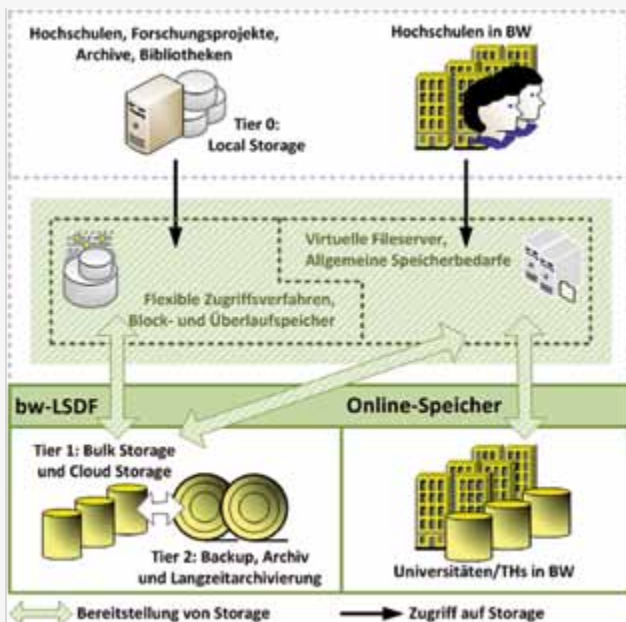 Hochschulen, Forschungsprojekte,
Archive, Bibliotheken
Tier 0:
Local Storage
Hochschulen in BW
Virtuelle Fileserver,
Allgemeine Speicherbedarfe
Flexible Zugriffsverfahren,
Block- und Überlaufspeicher
bw-LSDF
Online-Speicher
Tier 1: Bulk Storage
und Cloud Storage
Tier 2: Backup, Archiv
und Langzeitarchivierung
Universitäten/THs in BW
Bereitstellung von Storage
Zugriff auf Storage